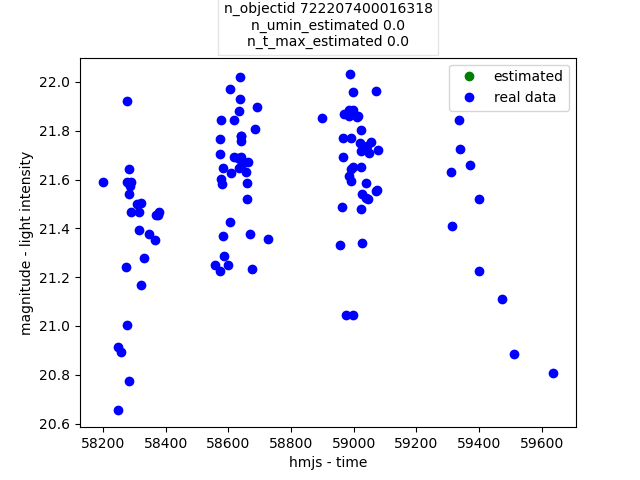 n_objectid 722207400016318
n_umin_estimated 0.0
n_t_max_estimated 0.0
estimated
real data
22.0
21.8
21.6
21.4
21.2
21.0
20.8
20.6
magnitude - light intensity
58200 58400 58600 58800 59000 59200 59400 59600
hmjs - time